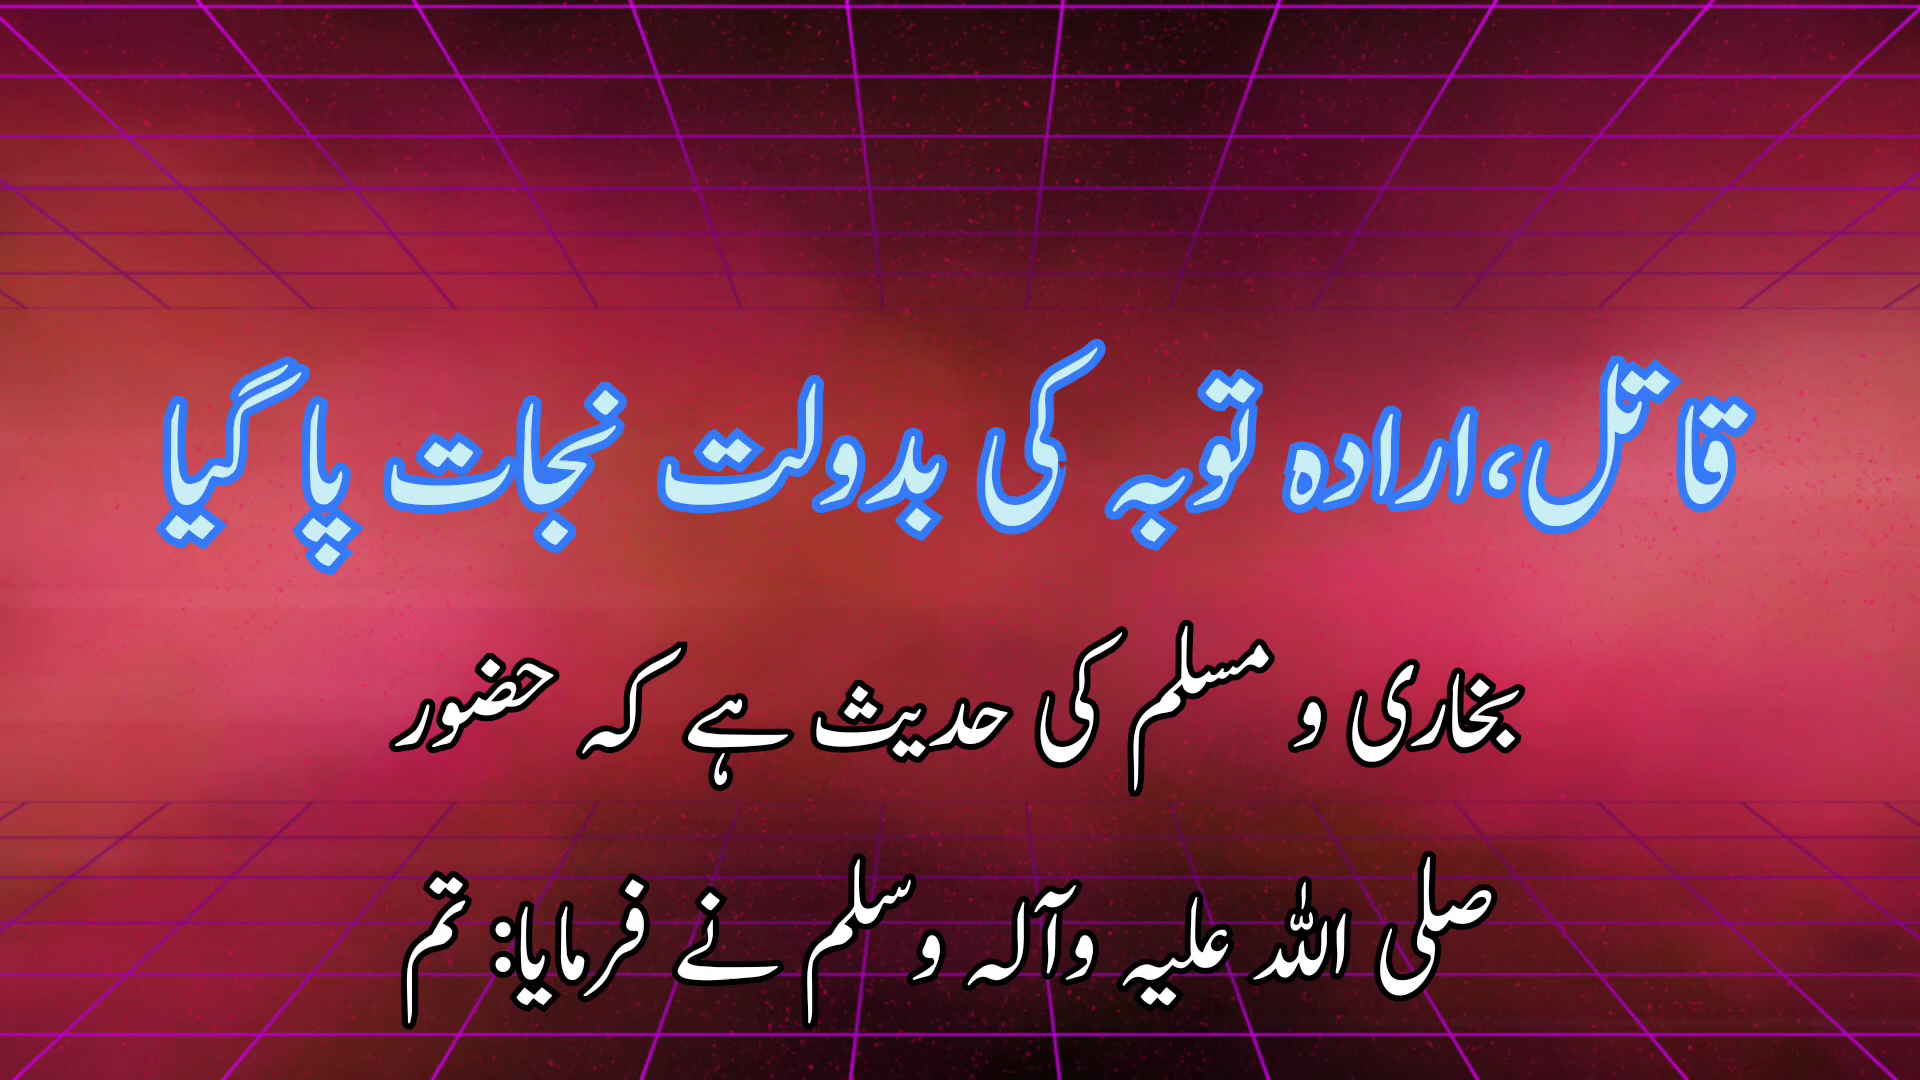 قاتل،ارادہ توبہ کی بدولت نجات پا گیا
بخاری و مسلم کی حدیث ہے کہ حضور
صلی اللہ علیہ وآلہ وسلم نے فرمایا: تم